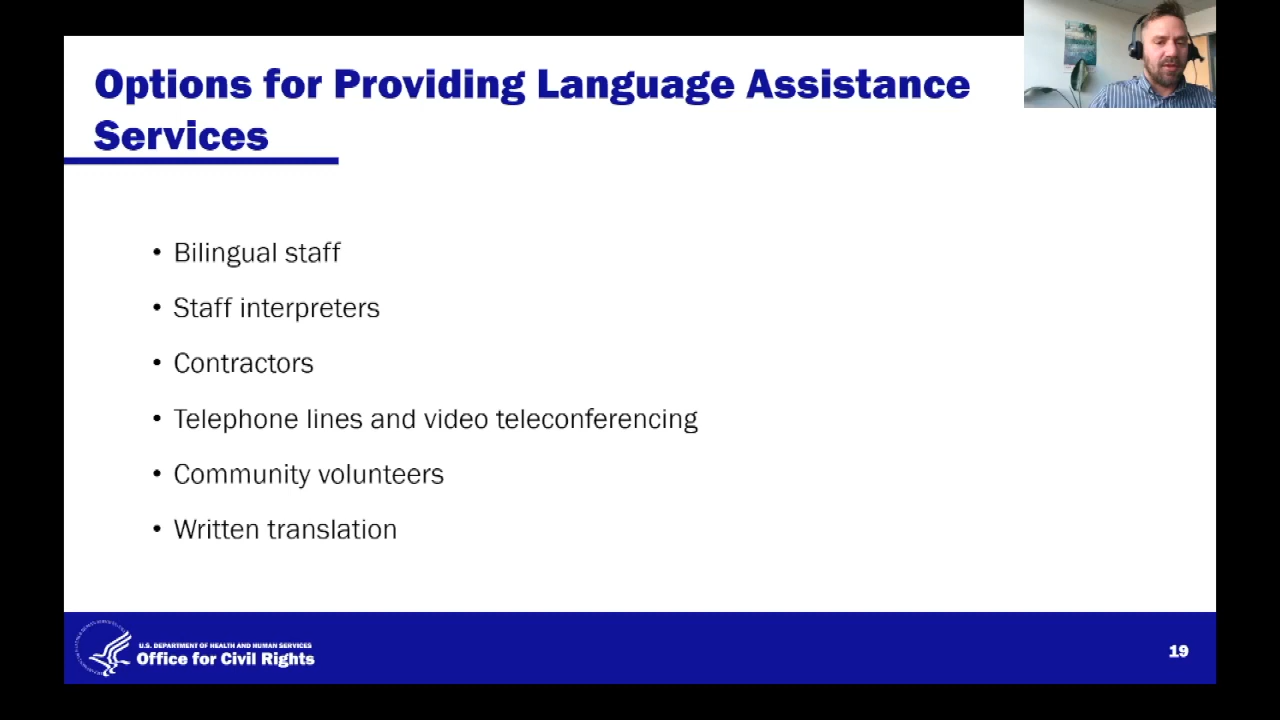 Options for Providing Language Assistance
Services
• Bilingual staff
• Staff interpreters
• Contractors
• Telephone lines and video teleconferencing
• Community volunteers
• Written translation
U.S. DEPARTMENT OF HEALTH AND HUMAN SERVICES
Office for Civil Rights
19